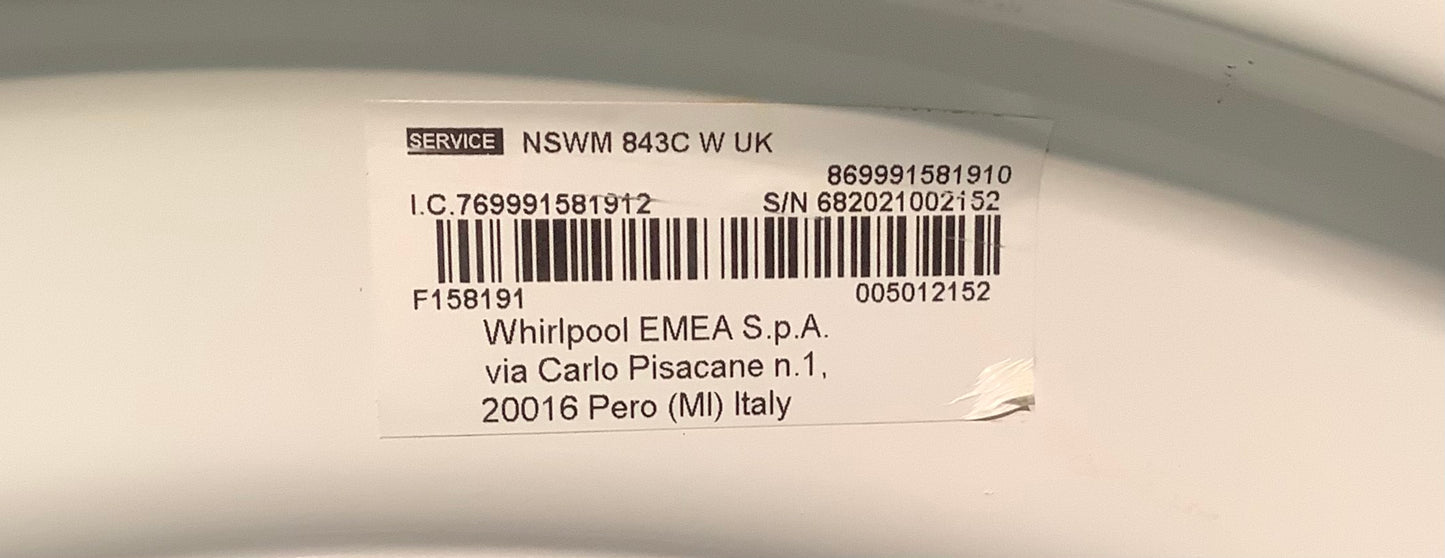 SERVICE NSWM 843C W UK
869991581910
I.C.769991581912 S/N 682021002152
F158191 005012152
Whirlpool EMEA S.p.A.
via Carlo Pisacane n.1,
20016 Pero (MI) Italy